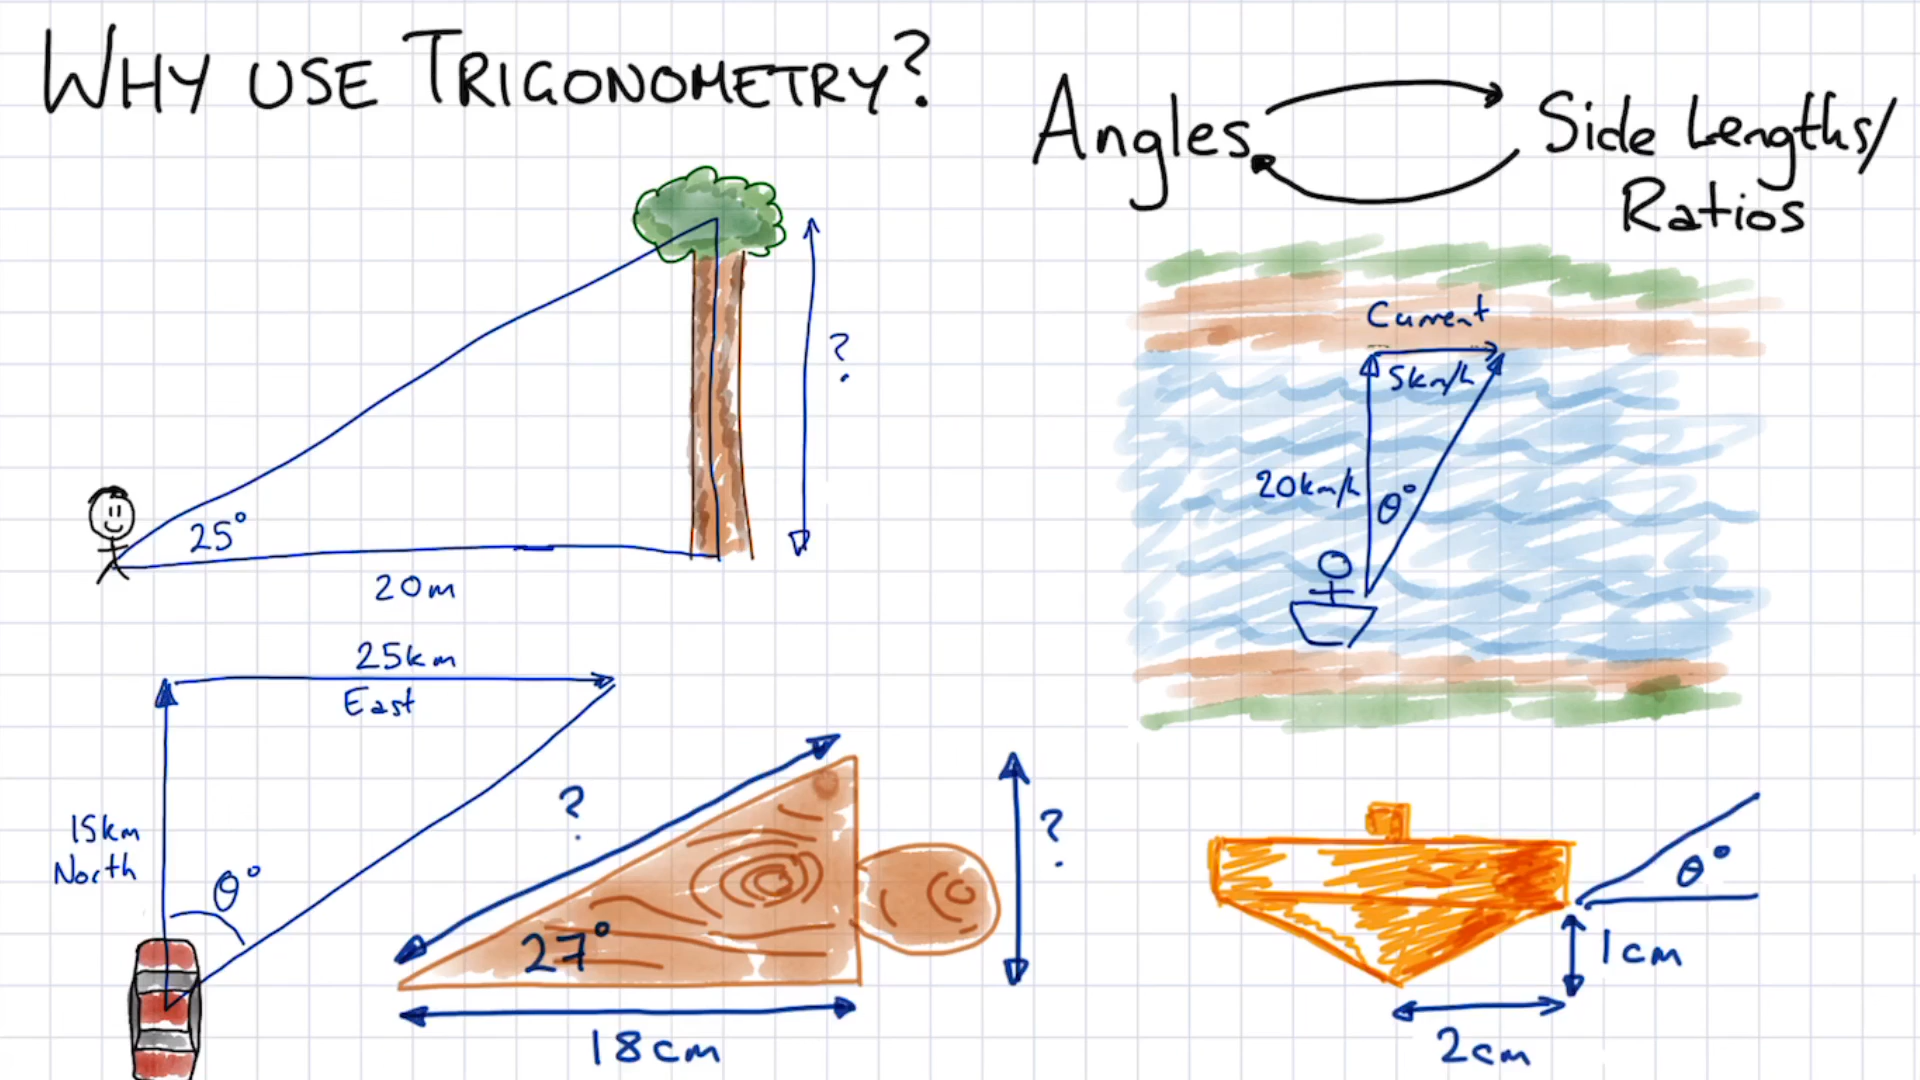 WHY USE TRIGONOMETRY?
Angles
Side Lengths/
Ratios
25°
20m
?
Current
5km/h
20km/h
θ°
25km
East
15km
North
θ°
?
27°
18cm
?
θ°
1cm
2cm